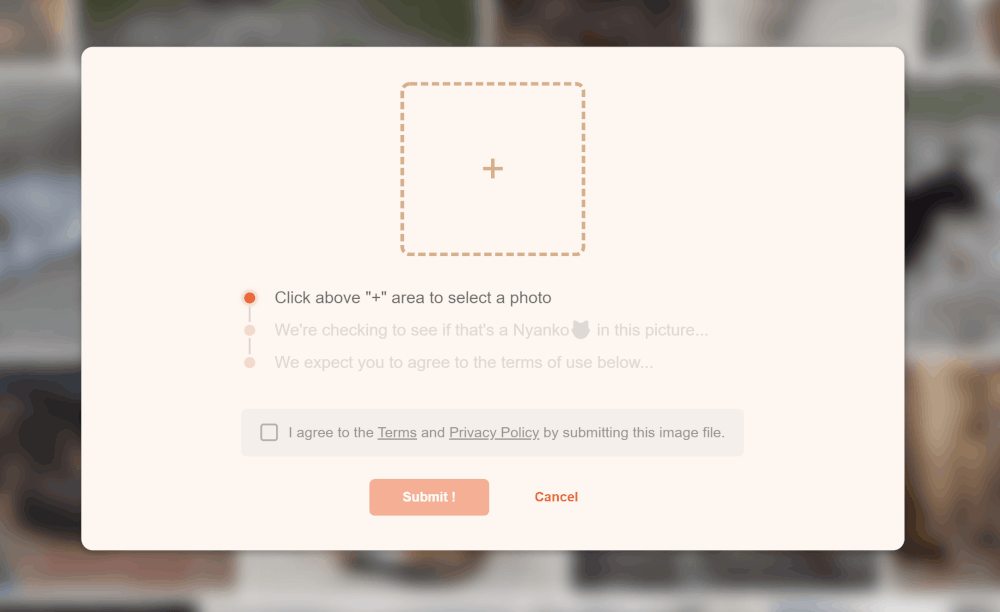 +
Click above "+" area to select a photo
We're checking to see if that's a Nyanko in this picture...
We expect you to agree to the terms of use below...
I agree to the Terms and Privacy Policy by submitting this image file.
Submit !
Cancel